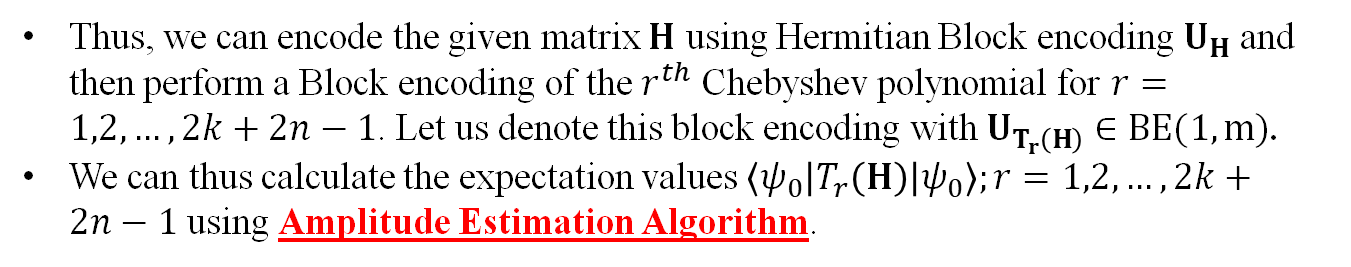 • Thus, we can encode the given matrix H using Hermitian Block encoding U_H and
then perform a Block encoding of the r^th Chebyshev polynomial for r =
1,2, … , 2k + 2n − 1. Let us denote this block encoding with U_{T_r(H)} ∈ BE(1, m).
• We can thus calculate the expectation values ⟨ψ_0|T_r(H)|ψ_0⟩; r = 1,2, … , 2k +
2n − 1 using Amplitude Estimation Algorithm.